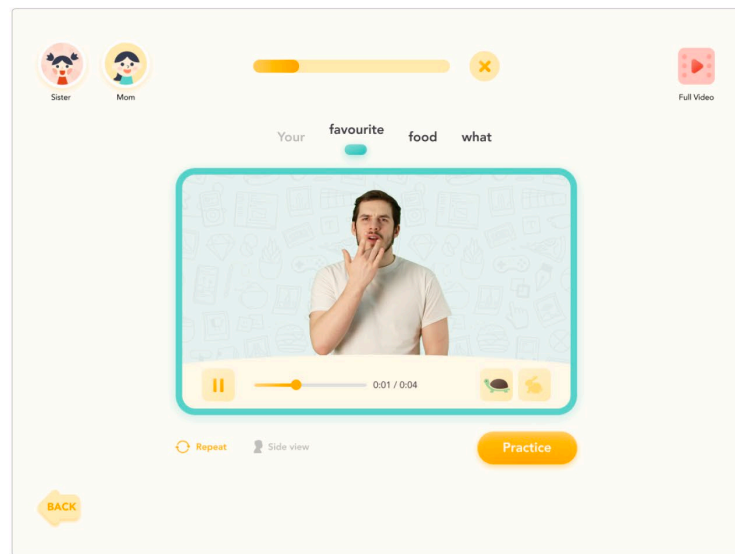 Sister
Mom
Full Video
Your favourite food what
0:01 / 0:04
Repeat
Side view
Practice
BACK